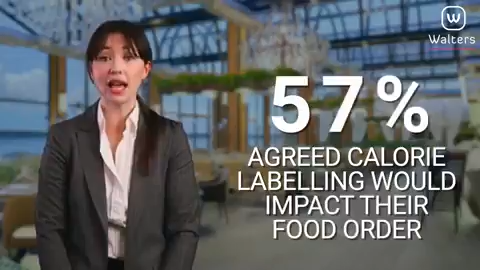 W
Walters
57%
AGREED CALORIE
LABELLING WOULD
IMPACT THEIR
FOOD ORDER